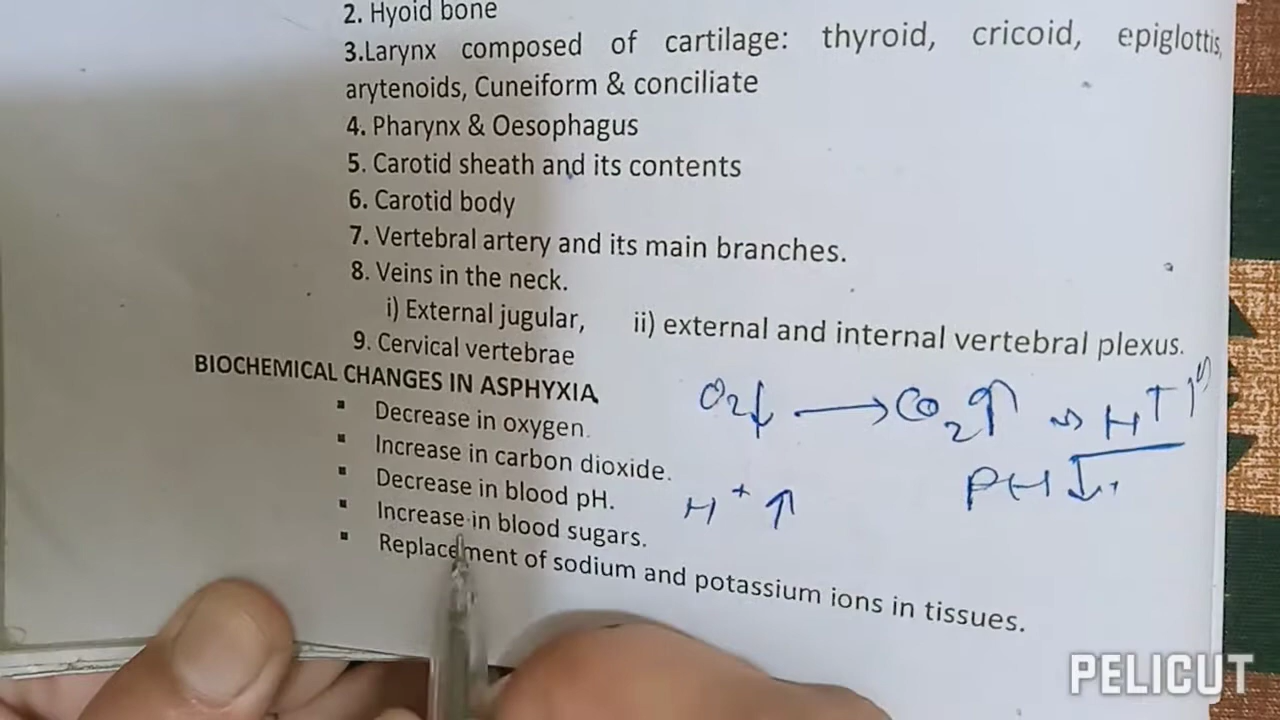 2. Hyoid bone
3.Larynx composed of cartilage: thyroid, cricoid, epiglottis,
arytenoids, Cuneiform & conciliate
4. Pharynx & Oesophagus
5. Carotid sheath and its contents
6. Carotid body
7. Vertebral artery and its main branches.
8. Veins in the neck.
i) External jugular, ii) external and internal vertebral plexus.
9. Cervical vertebrae
BIOCHEMICAL CHANGES IN ASPHYXIA
▪ Decrease in oxygen.
▪ Increase in carbon dioxide.
▪ Decrease in blood pH.
▪ Increase in blood sugars.
▪ Replacement of sodium and potassium ions in tissues.
O2↓ → CO2↑ ⇒ H↑
PH↓
H+ ↑
PELICUT